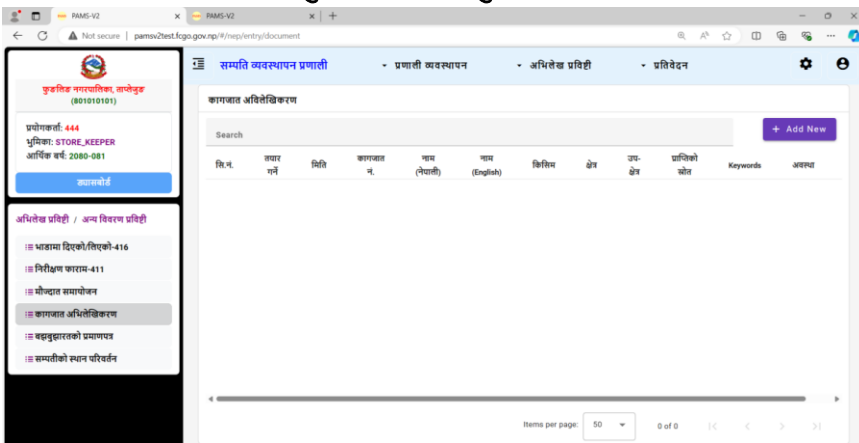 PAMS-V2
PAMS-V2
Not secure pamsv2test.fcgo.gov.np/#/nep/entry/document
फुङलिङ नगरपालिका, ताप्लेजुङ
(801010101)
प्रयोगकर्ता: 444
भुमिका: STORE_KEEPER
आर्थिक बर्ष: 2080-081
ड्यासबोर्ड
अभिलेख प्रविष्टी / अन्य विवरण प्रविष्टी
भाडामा दिएको/लिएको-416
निरीक्षण फाराम-411
मौज्दात समायोजन
कागजात अभिलेखिकरण
बझबुझारतको प्रमाणपत्र
सम्पतीको स्थान परिवर्तन
सम्पति व्यवस्थापन प्रणाली
प्रणाली व्यवस्थापन
अभिलेख प्रविष्टी
प्रतिवेदन
कागजात अविलेखिकरण
Search
+ Add New
सि.नं. तयार गर्ने मिति कागजात नं. नाम (नेपाली) नाम (English) किसिम क्षेत्र उप-क्षेत्र प्राप्तिको स्रोत Keywords अवस्था
Items per page: 50 0 of 0